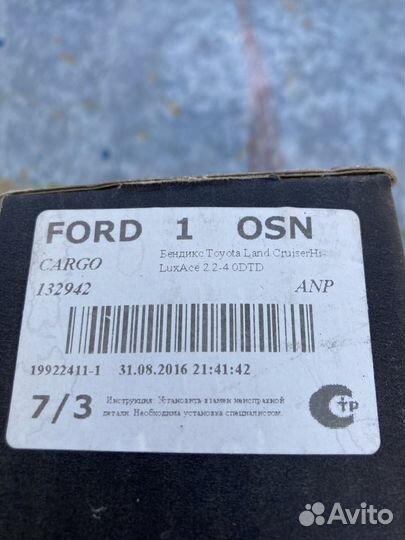 FORD 1 OSN
CARGO
Бендикс Toyota Land CruiserHi-
LuxAce 2.2-4.0DTD
132942
ANP
19922411-1 31.08.2016 21:41:42
7/3
Инструкция: Установить взамен неисправной
детали. Необходима установка специалистом.
СТР
Avito